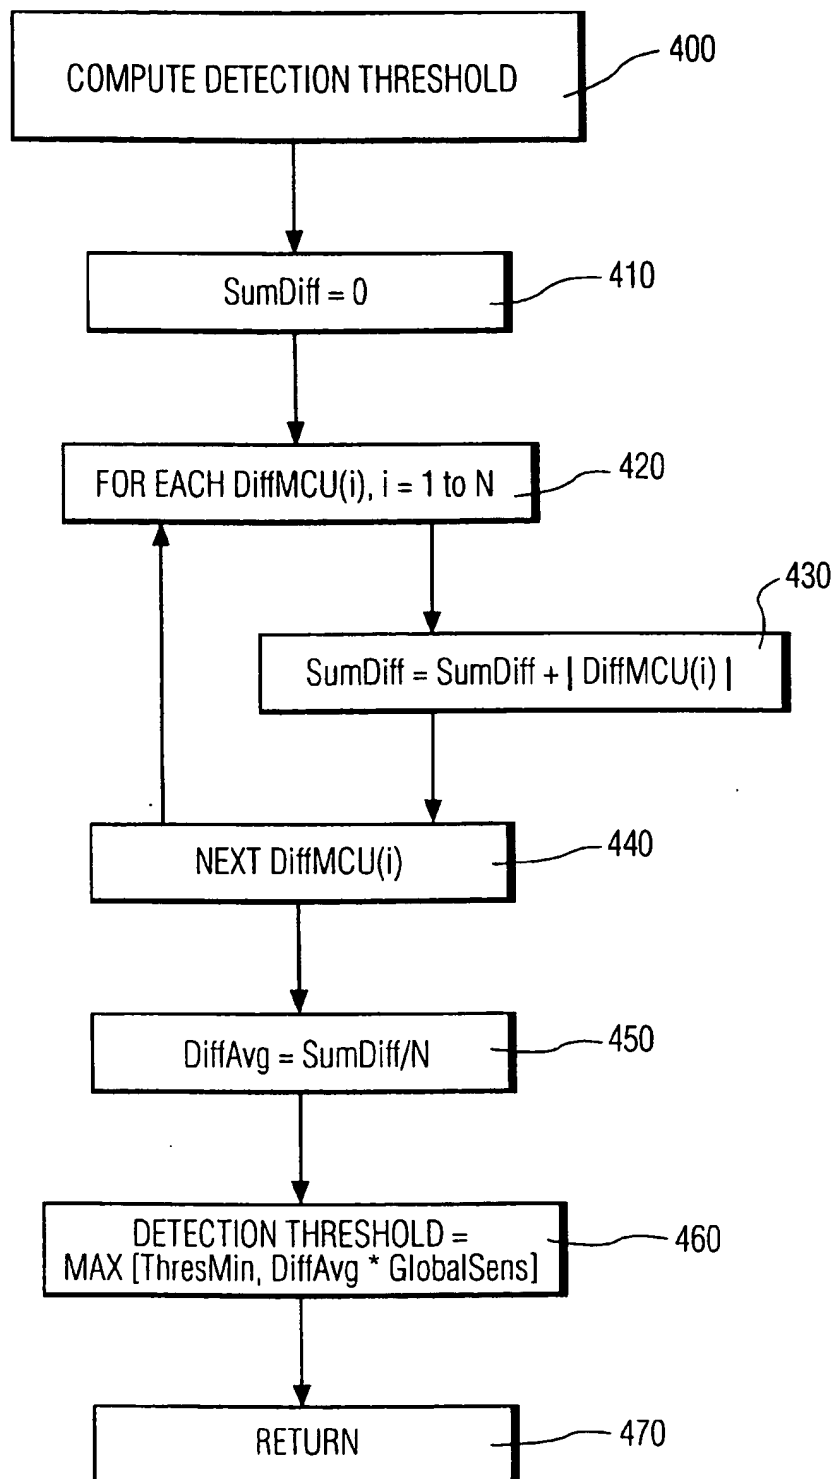 COMPUTE DETECTION THRESHOLD
400
SumDiff = 0
410
FOR EACH DiffMCU(i), i = 1 to N
420
430
SumDiff = SumDiff + | DiffMCU(i) |
NEXT DiffMCU(i)
440
DiffAvg = SumDiff/N
450
DETECTION THRESHOLD =
MAX [ThresMin, DiffAvg * GlobalSens]
460
RETURN
470